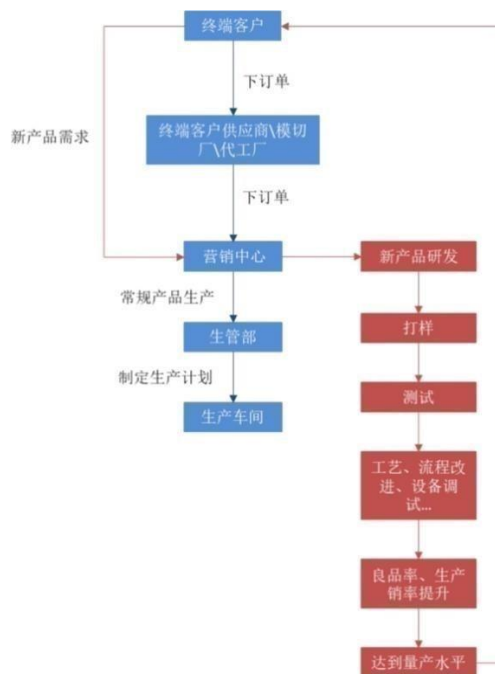 终端客户
下订单
新产品需求
终端客户供应商\模切
厂\代工厂
下订单
营销中心
新产品研发
常规产品生产
打样
生管部
制定生产计划
测试
生产车间
工艺、流程改
进、设备调
试...
良品率、生产
销率提升
达到量产水平